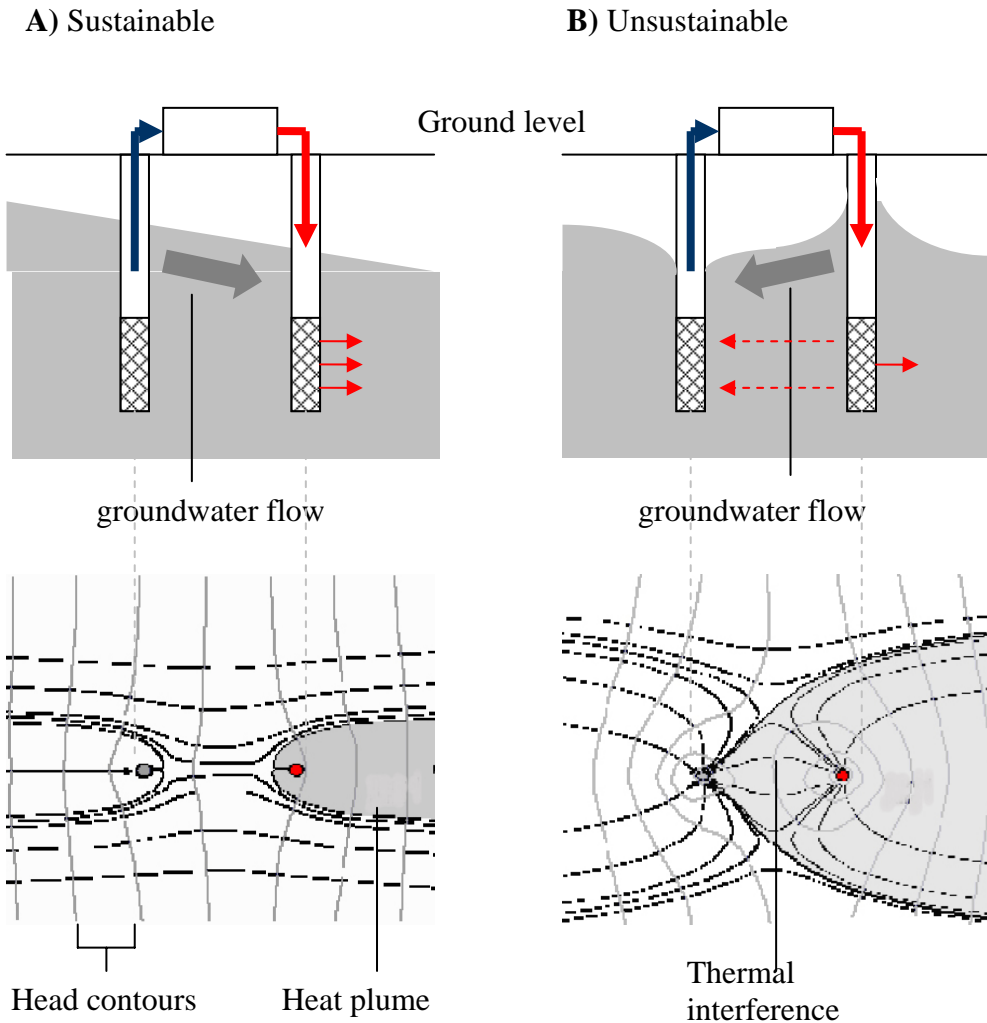 A) Sustainable
B) Unsustainable
Ground level
groundwater flow
groundwater flow
Head contours
Heat plume
Thermal
interference